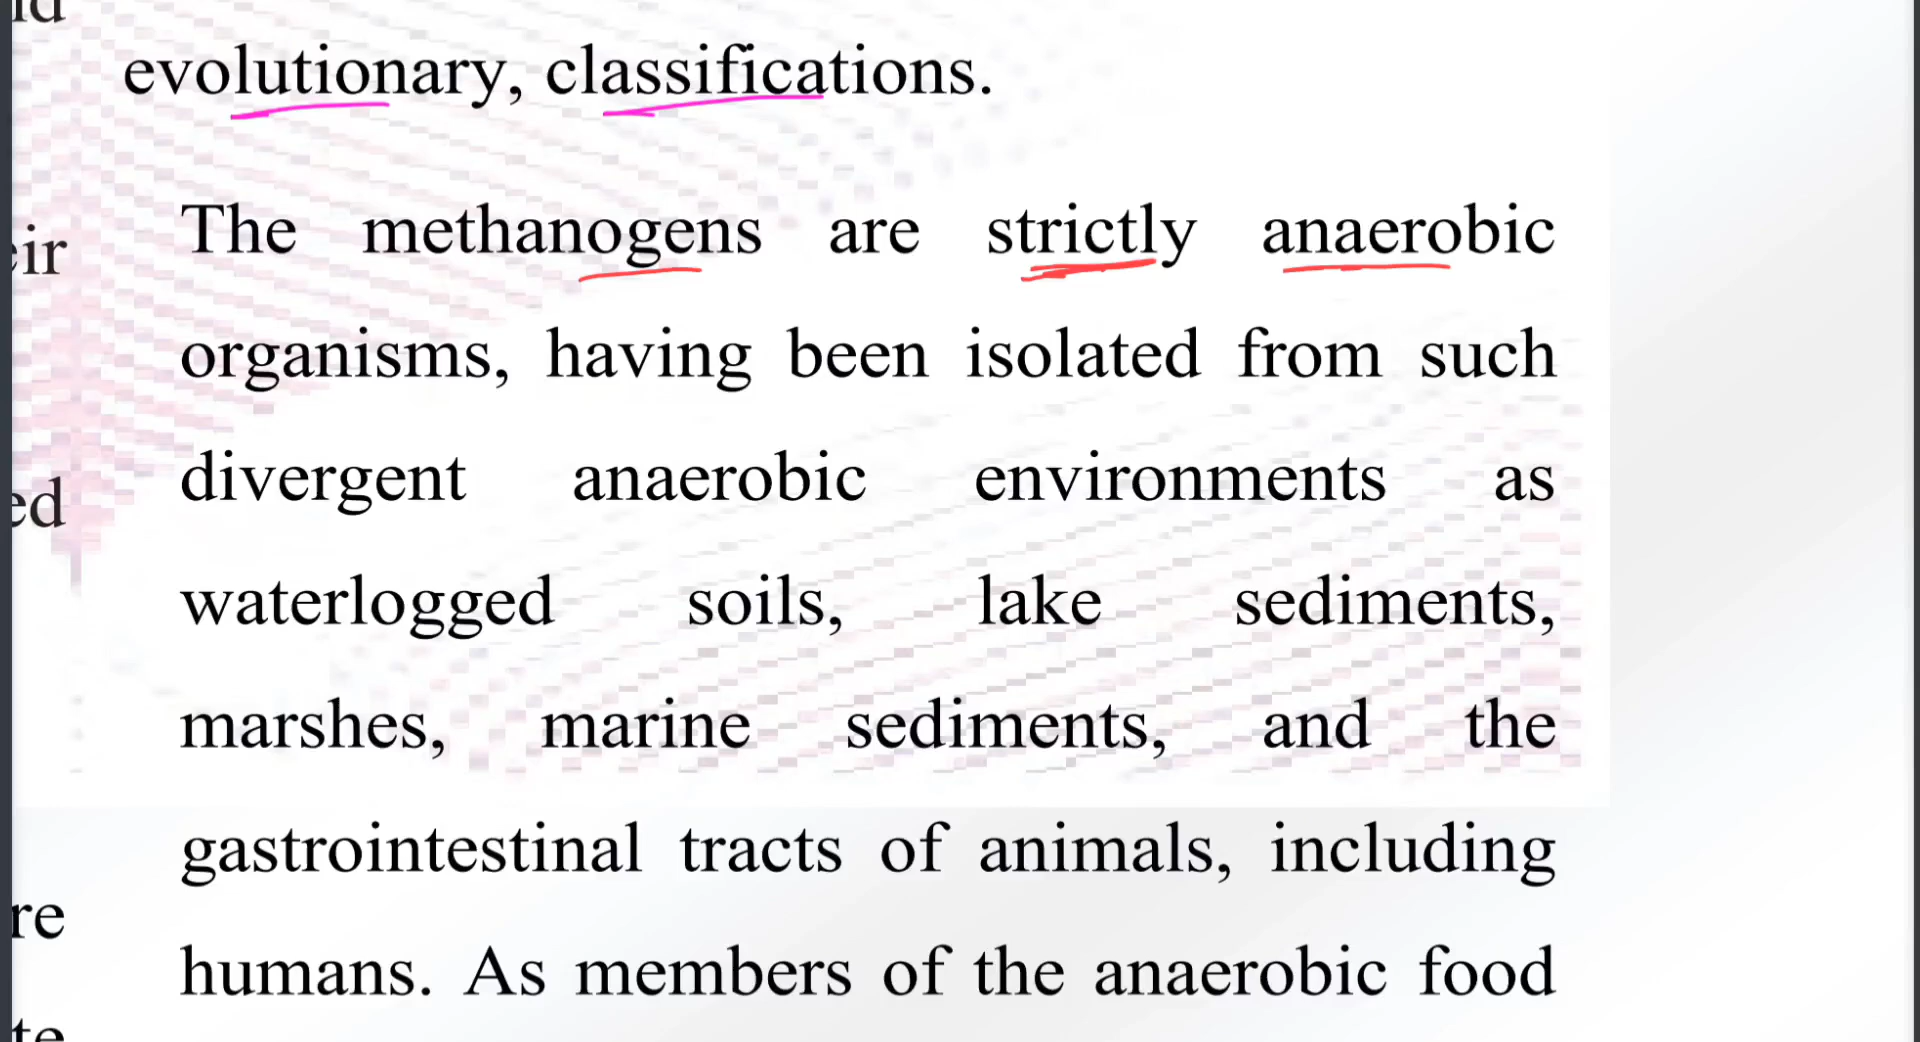 evolutionary, classifications.
The methanogens are strictly anaerobic
organisms, having been isolated from such
divergent anaerobic environments as
waterlogged soils, lake sediments,
marshes, marine sediments, and the
gastrointestinal tracts of animals, including
humans. As members of the anaerobic food